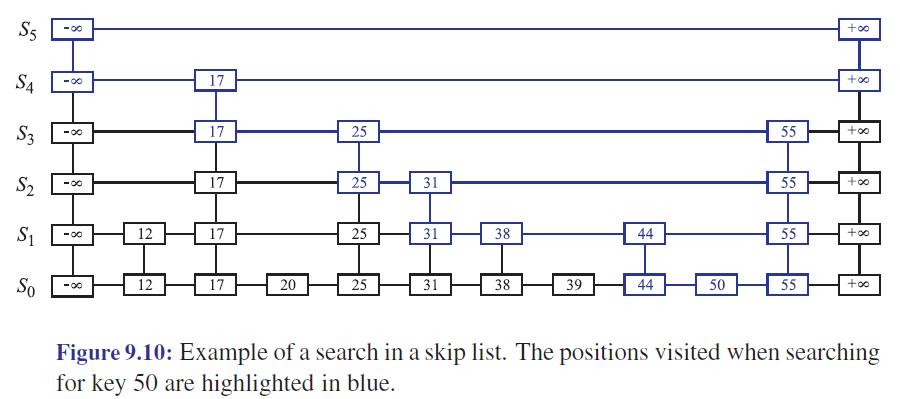 S5 -∞ +∞
S4 -∞ 17 +∞
S3 -∞ 17 25 55 +∞
S2 -∞ 17 25 31 55 +∞
S1 -∞ 12 17 25 31 38 44 55 +∞
S0 -∞ 12 17 20 25 31 38 39 44 50 55 +∞
Figure 9.10: Example of a search in a skip list. The positions visited when searching
for key 50 are highlighted in blue.